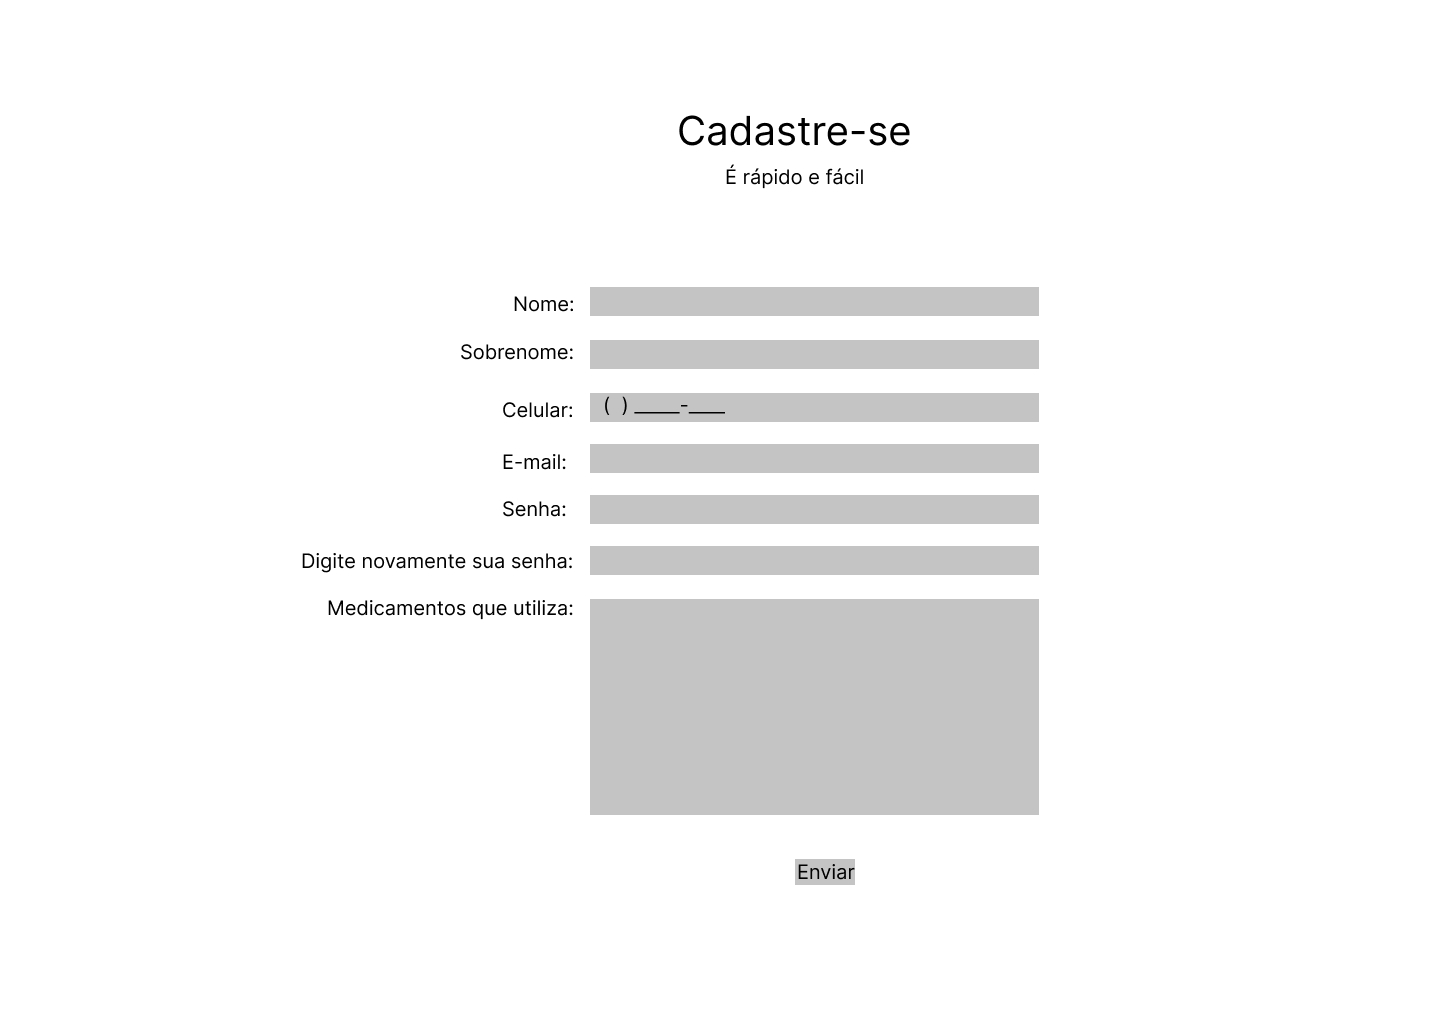 Cadastre-se
É rápido e fácil
Nome:
Sobrenome:
Celular: ( ) _____-____
E-mail:
Senha:
Digite novamente sua senha:
Medicamentos que utiliza:
Enviar